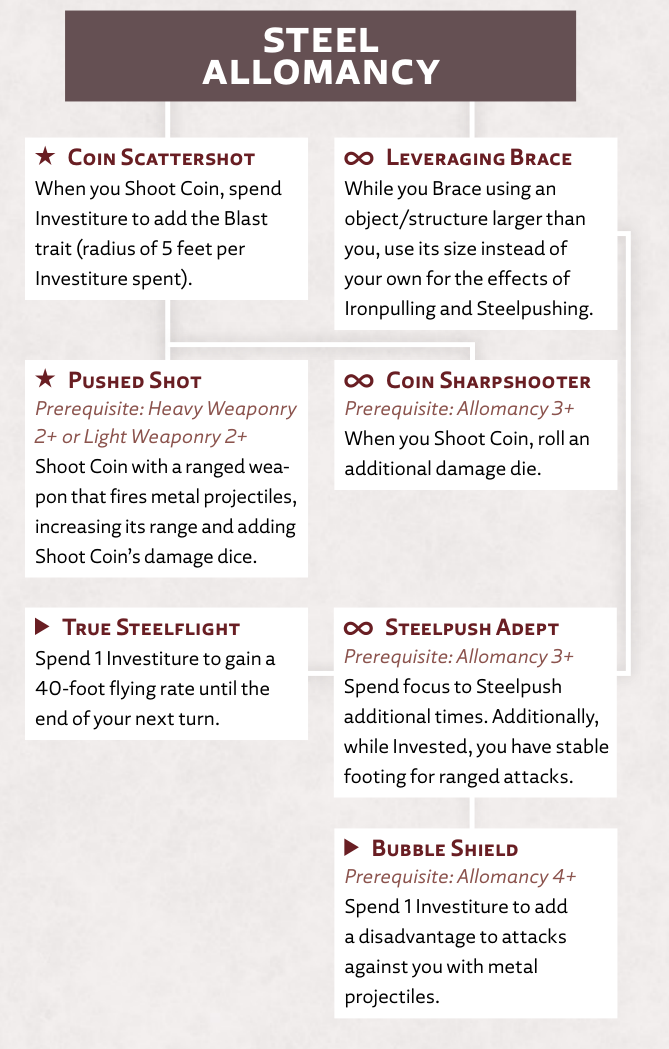 STEEL
ALLOMANCY
★ Coin Scattershot
When you Shoot Coin, spend
Investiture to add the Blast
trait (radius of 5 feet per
Investiture spent).
∞ Leveraging Brace
While you Brace using an
object/structure larger than
you, use its size instead of
your own for the effects of
Ironpulling and Steelpushing.
★ Pushed Shot
Prerequisite: Heavy Weaponry
2+ or Light Weaponry 2+
Shoot Coin with a ranged wea-
pon that fires metal projectiles,
increasing its range and adding
Shoot Coin’s damage dice.
∞ Coin Sharpshooter
Prerequisite: Allomancy 3+
When you Shoot Coin, roll an
additional damage die.
▶ True Steelflight
Spend 1 Investiture to gain a
40-foot flying rate until the
end of your next turn.
∞ Steelpush Adept
Prerequisite: Allomancy 3+
Spend focus to Steelpush
additional times. Additionally,
while Invested, you have stable
footing for ranged attacks.
▶ Bubble Shield
Prerequisite: Allomancy 4+
Spend 1 Investiture to add
a disadvantage to attacks
against you with metal
projectiles.